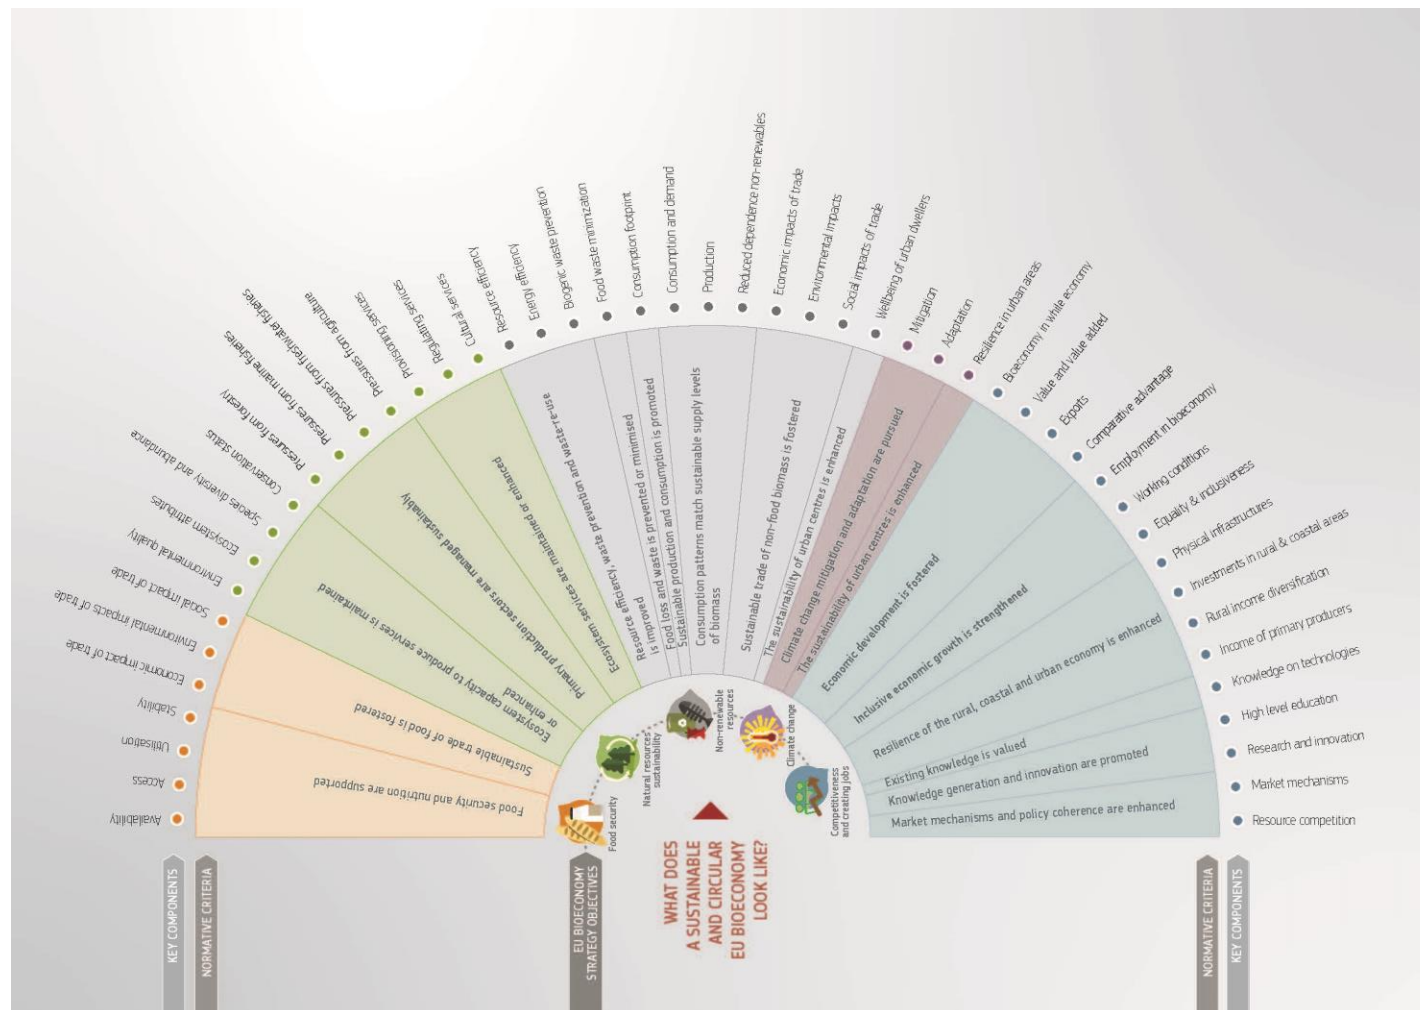 WHAT DOES
A SUSTAINABLE
AND CIRCULAR
EU BIOECONOMY
LOOK LIKE?
EU BIOECONOMY
STRATEGY OBJECTIVES
NORMATIVE CRITERIA
KEY COMPONENTS
Food security
Natural resources
sustainability
Non-renewable
resources
Climate change
Competitiveness
and creating jobs
Food security and nutrition are supported
Sustainable trade of food is fostered
Ecosystem capacity to produce services is maintained
or enhanced
Primary production sectors are managed sustainably
Ecosystem services are maintained or enhanced
Resource efficiency, waste prevention and waste-re-use
is improved
Food loss and waste is prevented or minimised
Sustainable production and consumption is promoted
Consumption patterns match sustainable supply levels
of biomass
Sustainable trade of non-food biomass is fostered
The sustainability of urban centres is enhanced
Climate change mitigation and adaptation are pursued
The sustainability of urban centres is enhanced
Economic development is fostered
Inclusive economic growth is strengthened
Resilience of the rural, coastal and urban economy is enhanced
Existing knowledge is valued
Knowledge generation and innovation are promoted
Market mechanisms and policy coherence are enhanced
Availability
Access
Utilisation
Stability
Economic impact of trade
Environmental impacts of trade
Social impact of trade
Environmental quality
Ecosystem attributes
Species diversity and abundance
Conservation status
Pressures from forestry
Pressures from marine fisheries
Pressures from freshwater fisheries
Pressures from agriculture
Provisioning services
Regulating services
Cultural services
Resource efficiency
Energy efficiency
Biogenic waste prevention
Food waste minimization
Consumption footprint
Consumption and demand
Production
Reduced dependence non-renewables
Economic impacts of trade
Environmental impacts
Social impacts of trade
Wellbeing of urban dwellers
Mitigation
Adaptation
Resilience in urban areas
Bioeconomy in while economy
Value and value added
Exports
Comparative advantage
Employment in bioeconomy
Working conditions
Equality & inclusiveness
Physical infrastructures
Investments in rural & coastal areas
Rural income diversification
Income of primary producers
Knowledge on technologies
High level education
Research and innovation
Market mechanisms
Resource competition
NORMATIVE CRITERIA
KEY COMPONENTS